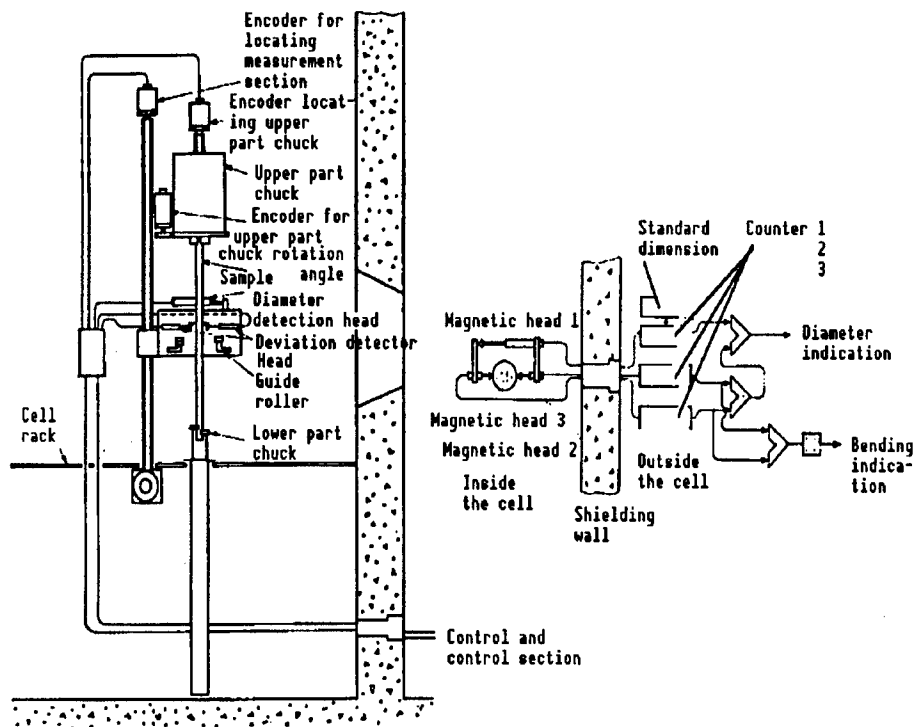 Encoder for
locating
measurement
section
Encoder locat-
ing upper
part chuck
Upper part
chuck
Encoder for
upper part
chuck rotation
angle
Sample
Diameter
detection head
Deviation detector
Head
Guide
roller
Cell
rack
Lower part
chuck
Control and
control section
Standard
dimension
Counter 1
2
3
Magnetic head 1
Diameter
indication
Magnetic head 3
Magnetic head 2
Inside
the cell
Outside
the cell
Shielding
wall
Bending
indica-
tion